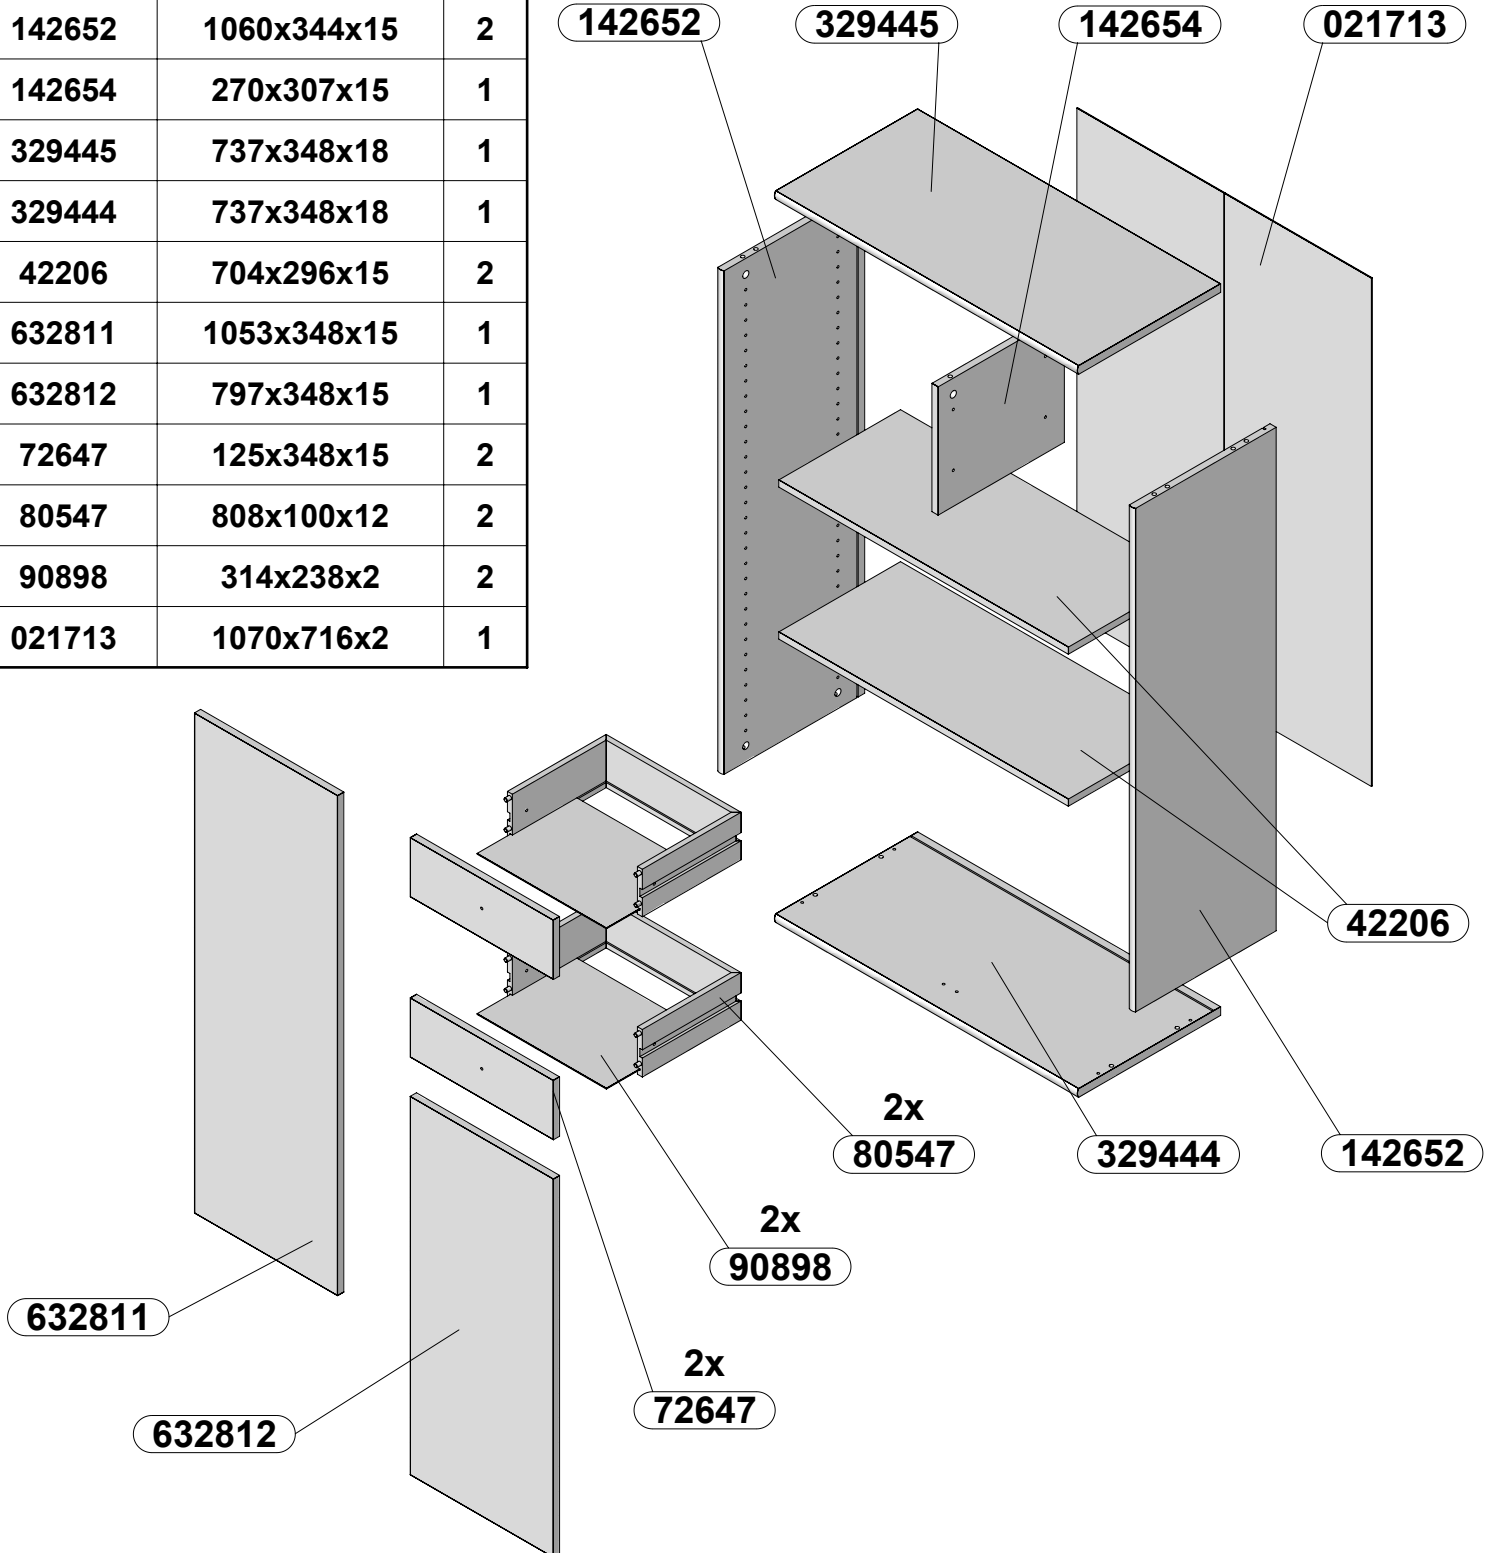 142652 1060x344x15 2
142654 270x307x15 1
329445 737x348x18 1
329444 737x348x18 1
42206 704x296x15 2
632811 1053x348x15 1
632812 797x348x15 1
72647 125x348x15 2
80547 808x100x12 2
90898 314x238x2 2
021713 1070x716x2 1
142652 329445 142654 021713
42206
2x
80547 329444 142652
2x
90898
632811
2x
72647
632812